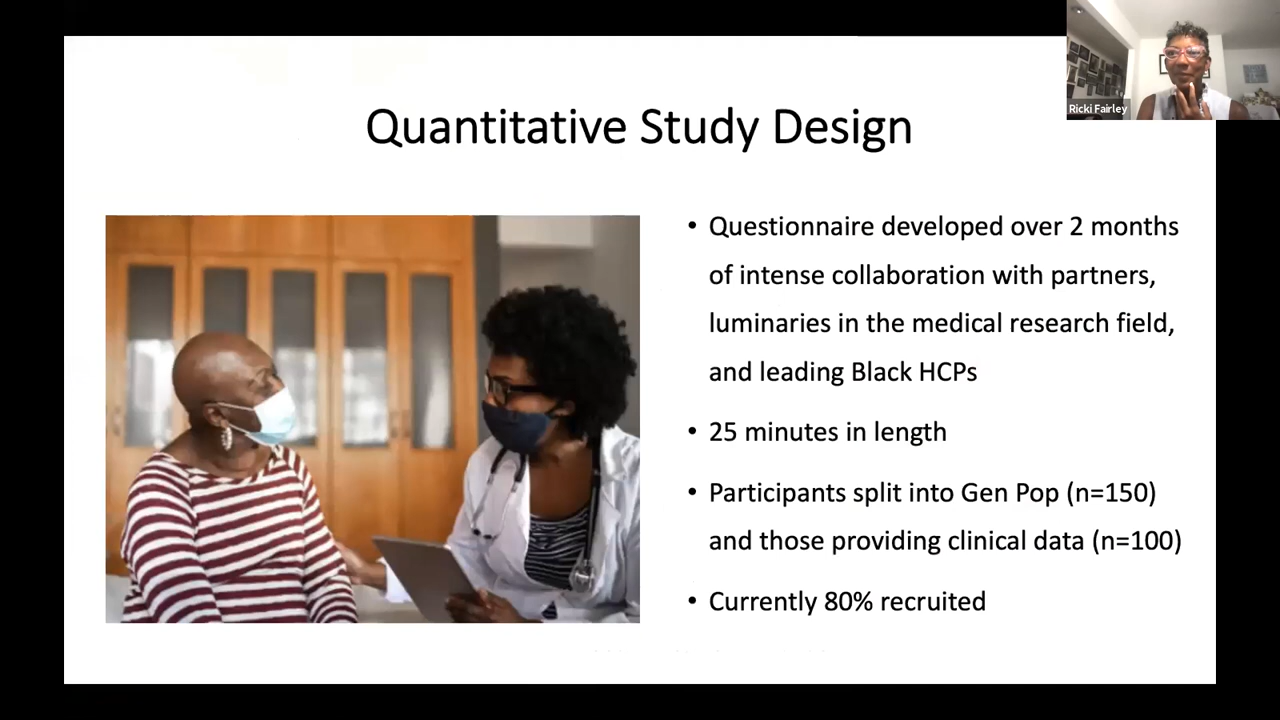 Ricki Fairley
Quantitative Study Design
• Questionnaire developed over 2 months
of intense collaboration with partners,
luminaries in the medical research field,
and leading Black HCPs
• 25 minutes in length
• Participants split into Gen Pop (n=150)
and those providing clinical data (n=100)
• Currently 80% recruited